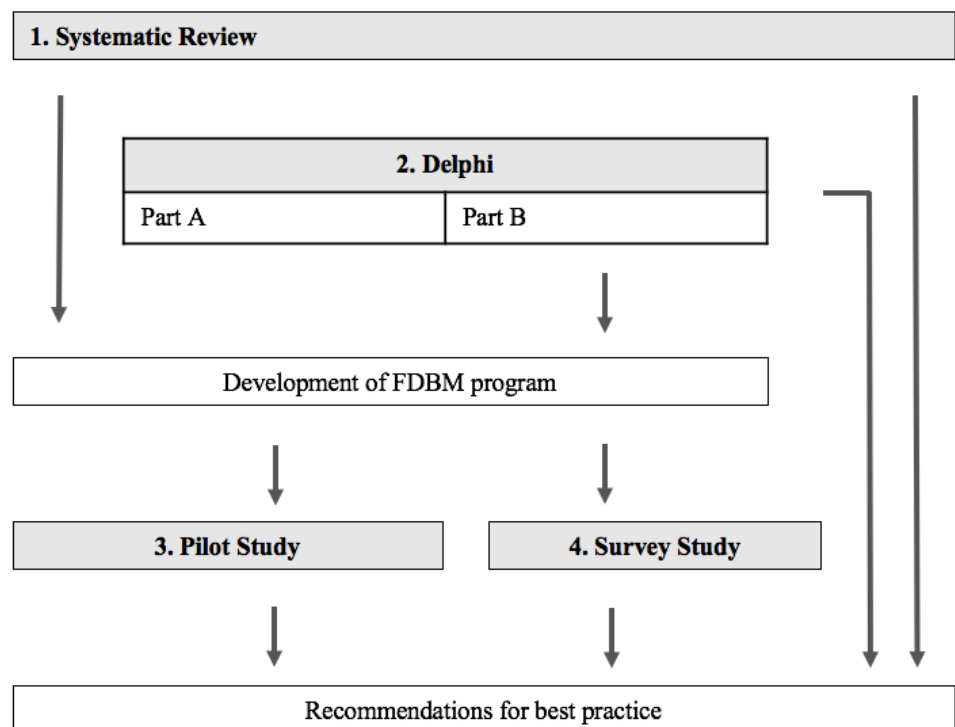 1. Systematic Review
2. Delphi
Part A
Part B
Development of FDBM program
3. Pilot Study
4. Survey Study
Recommendations for best practice